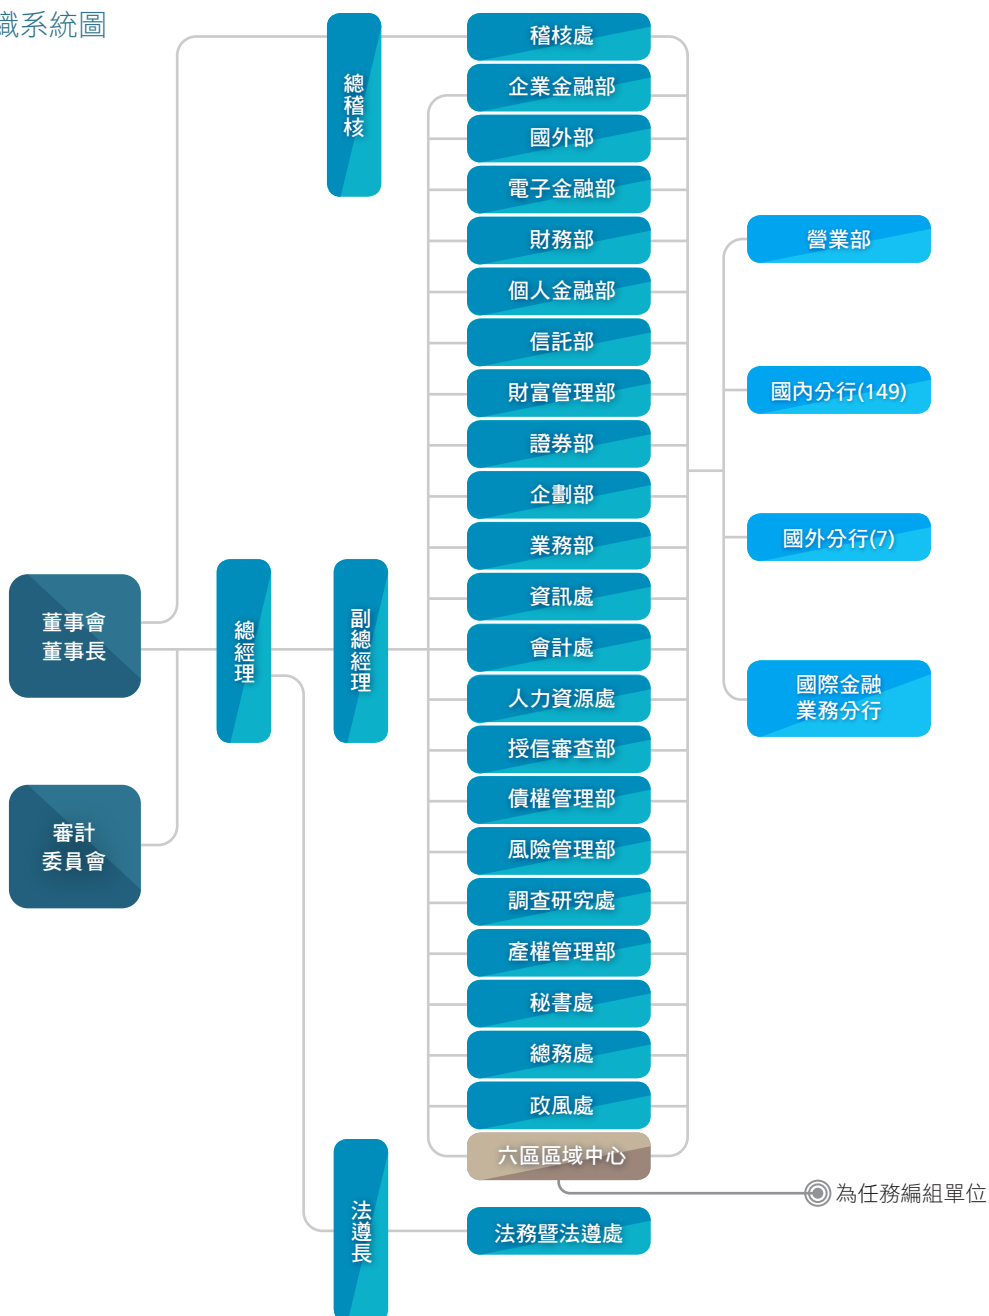 織系統圖
總稽核
稽核處
企業金融部
國外部
電子金融部
財務部
個人金融部
信託部
財富管理部
證券部
企劃部
業務部
資訊處
會計處
人力資源處
授信審查部
債權管理部
風險管理部
調查研究處
產權管理部
秘書處
總務處
政風處
六區區域中心
為任務編組單位
法務暨法遵處
營業部
國內分行(149)
國外分行(7)
國際金融
業務分行
董事會
董事長
總經理
副總經理
審計
委員會
法遵長